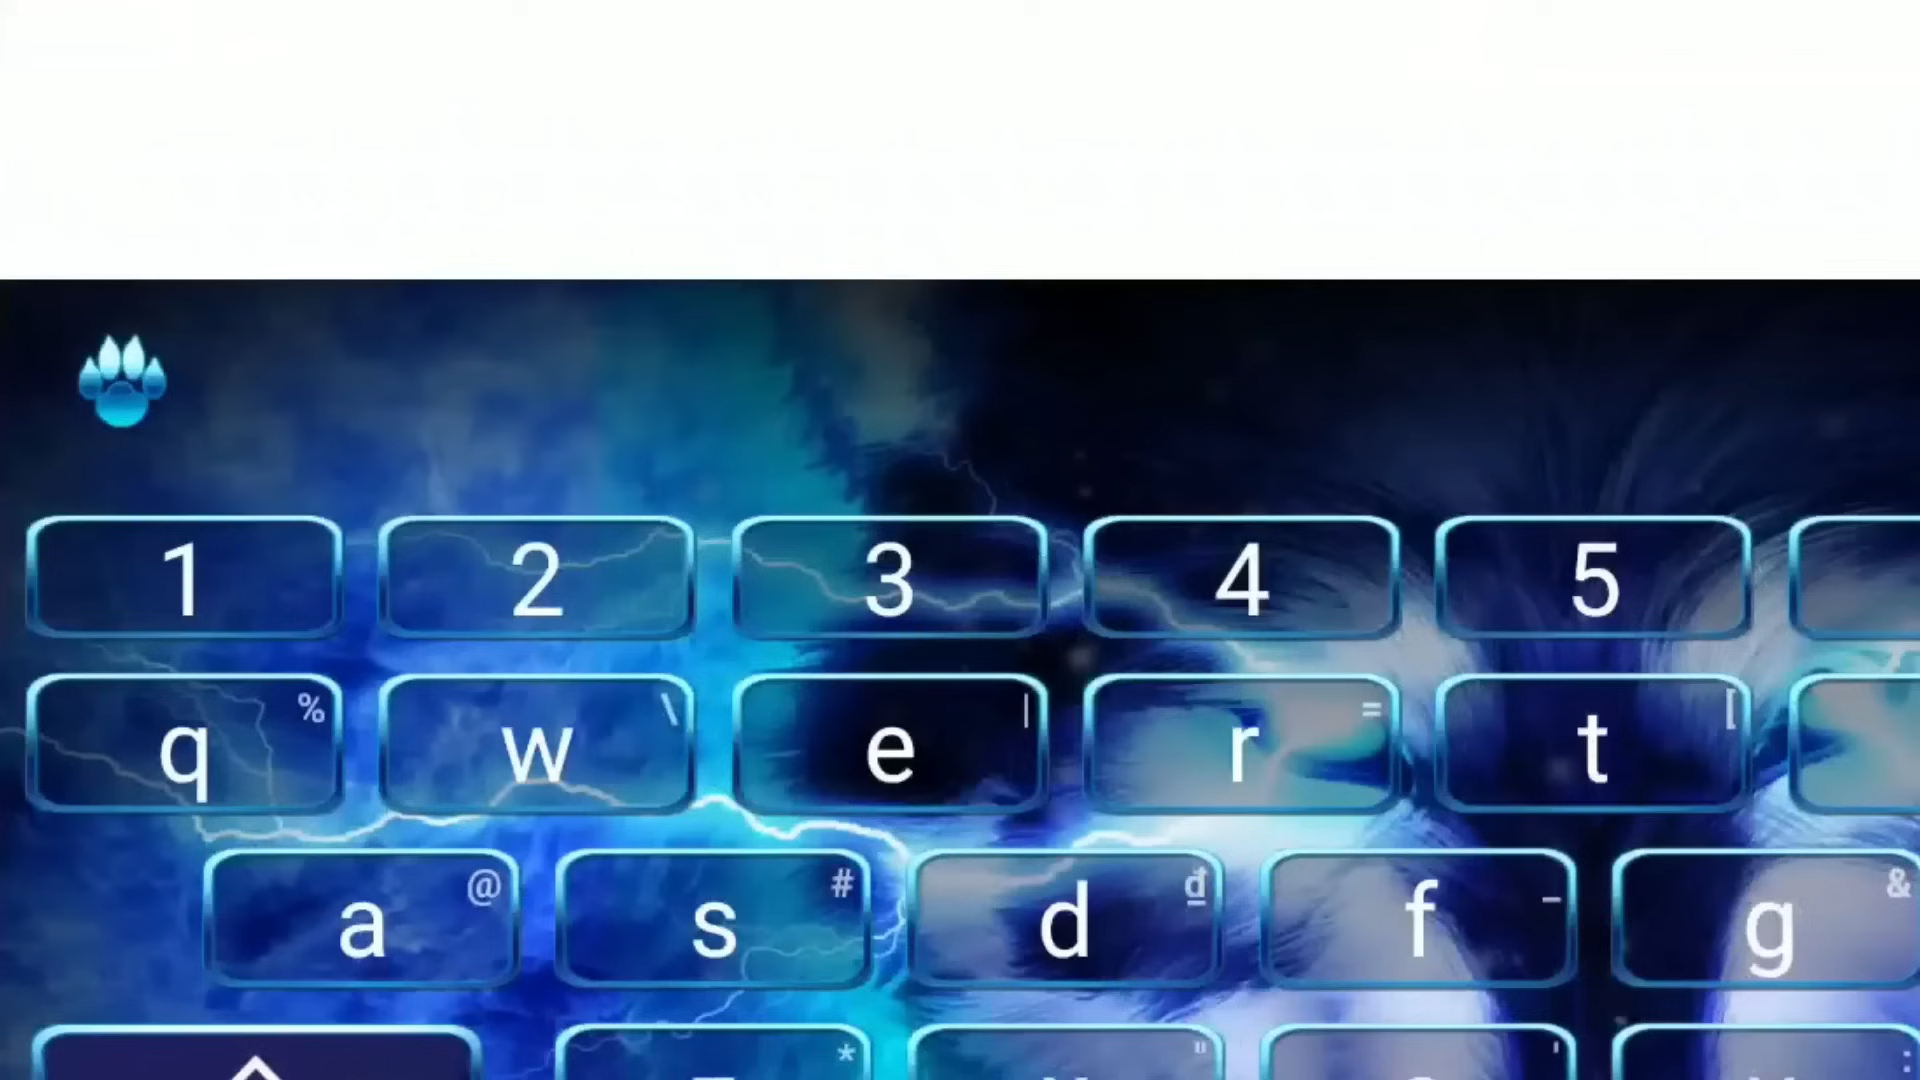 1 2 3 4 5
q % w \ e | r = t [
a @ s # d ₫ f _ g &
* " ' :